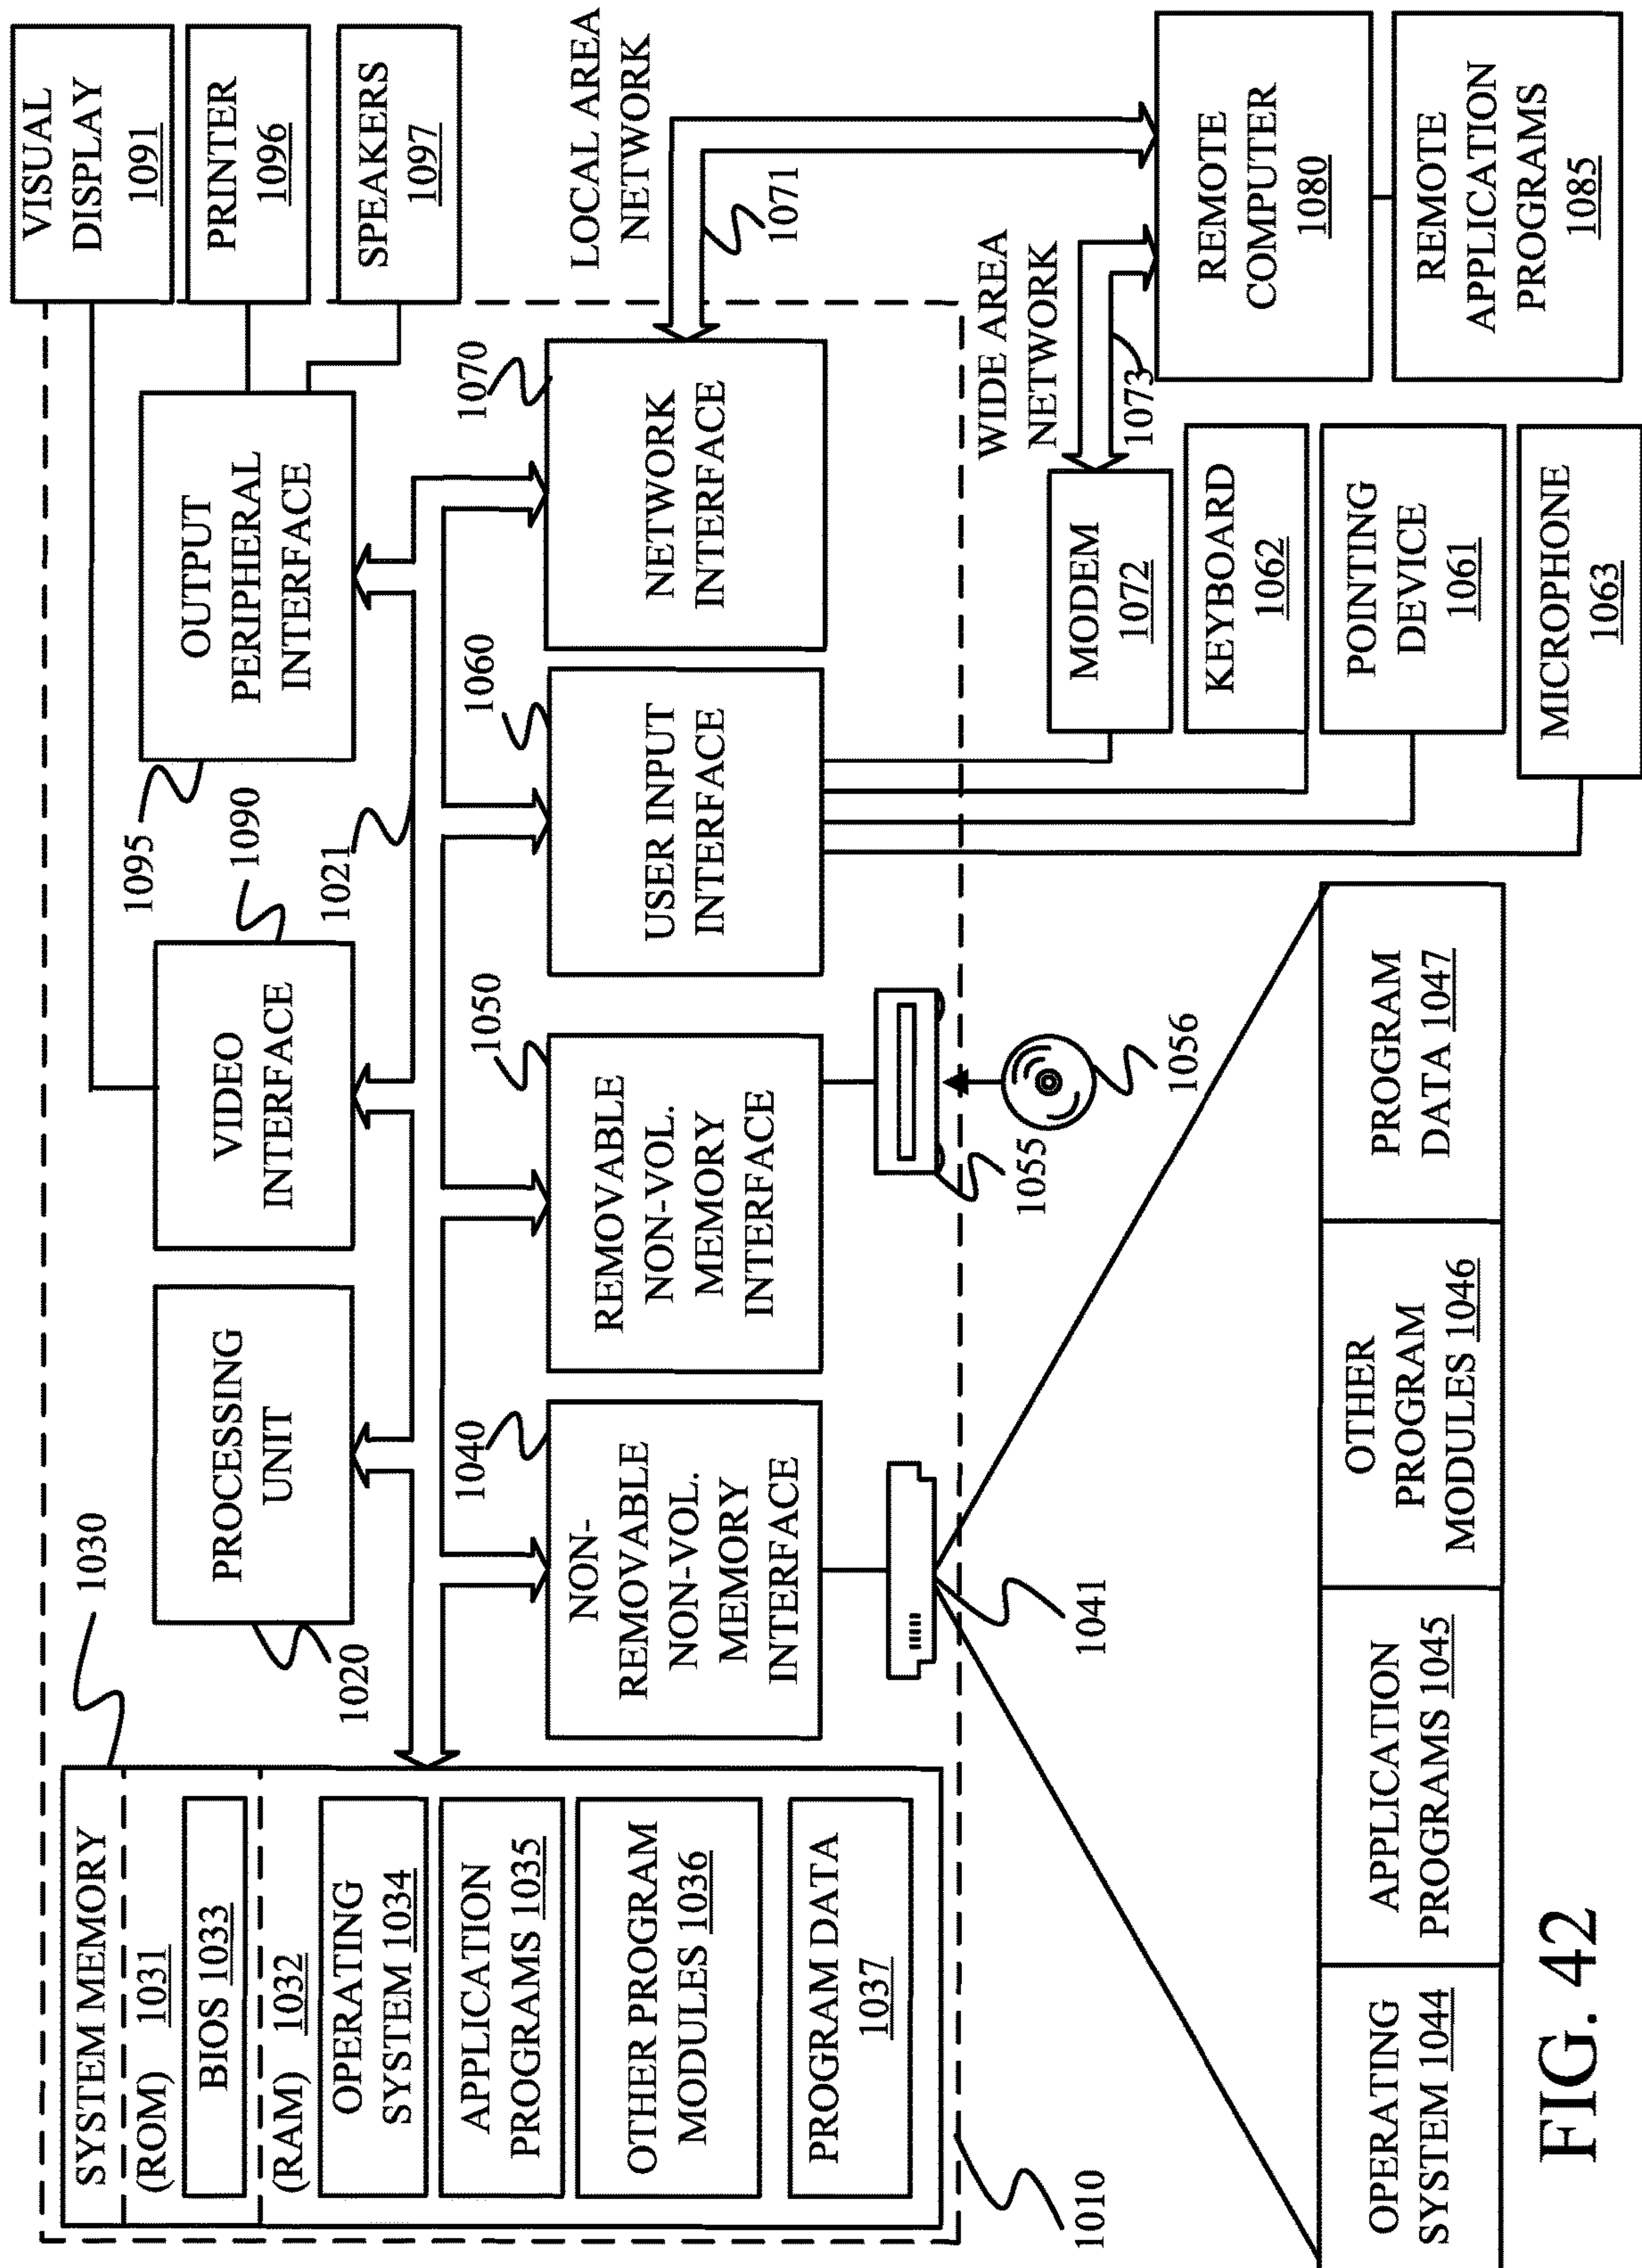 SYSTEM MEMORY
(ROM) 1031
BIOS 1033
(RAM) 1032
OPERATING
SYSTEM 1034
APPLICATION
PROGRAMS 1035
OTHER PROGRAM
MODULES 1036
PROGRAM DATA
1037
1010
1030
PROCESSING
UNIT
1020
VIDEO
INTERFACE
1090
1021
OUTPUT
PERIPHERAL
INTERFACE
1095
VISUAL
DISPLAY
1091
PRINTER
1096
SPEAKERS
1097
NON-
REMOVABLE
NON-VOL.
MEMORY
INTERFACE
1040
REMOVABLE
NON-VOL.
MEMORY
INTERFACE
1050
USER INPUT
INTERFACE
1060
NETWORK
INTERFACE
1070
LOCAL AREA
NETWORK
1071
WIDE AREA
NETWORK
1073
1041
1055
1056
MODEM
1072
KEYBOARD
1062
POINTING
DEVICE
1061
MICROPHONE
1063
REMOTE
COMPUTER
1080
REMOTE
APPLICATION
PROGRAMS
1085
OPERATING
SYSTEM 1044
APPLICATION
PROGRAMS 1045
OTHER
PROGRAM
MODULES 1046
PROGRAM
DATA 1047
FIG. 42